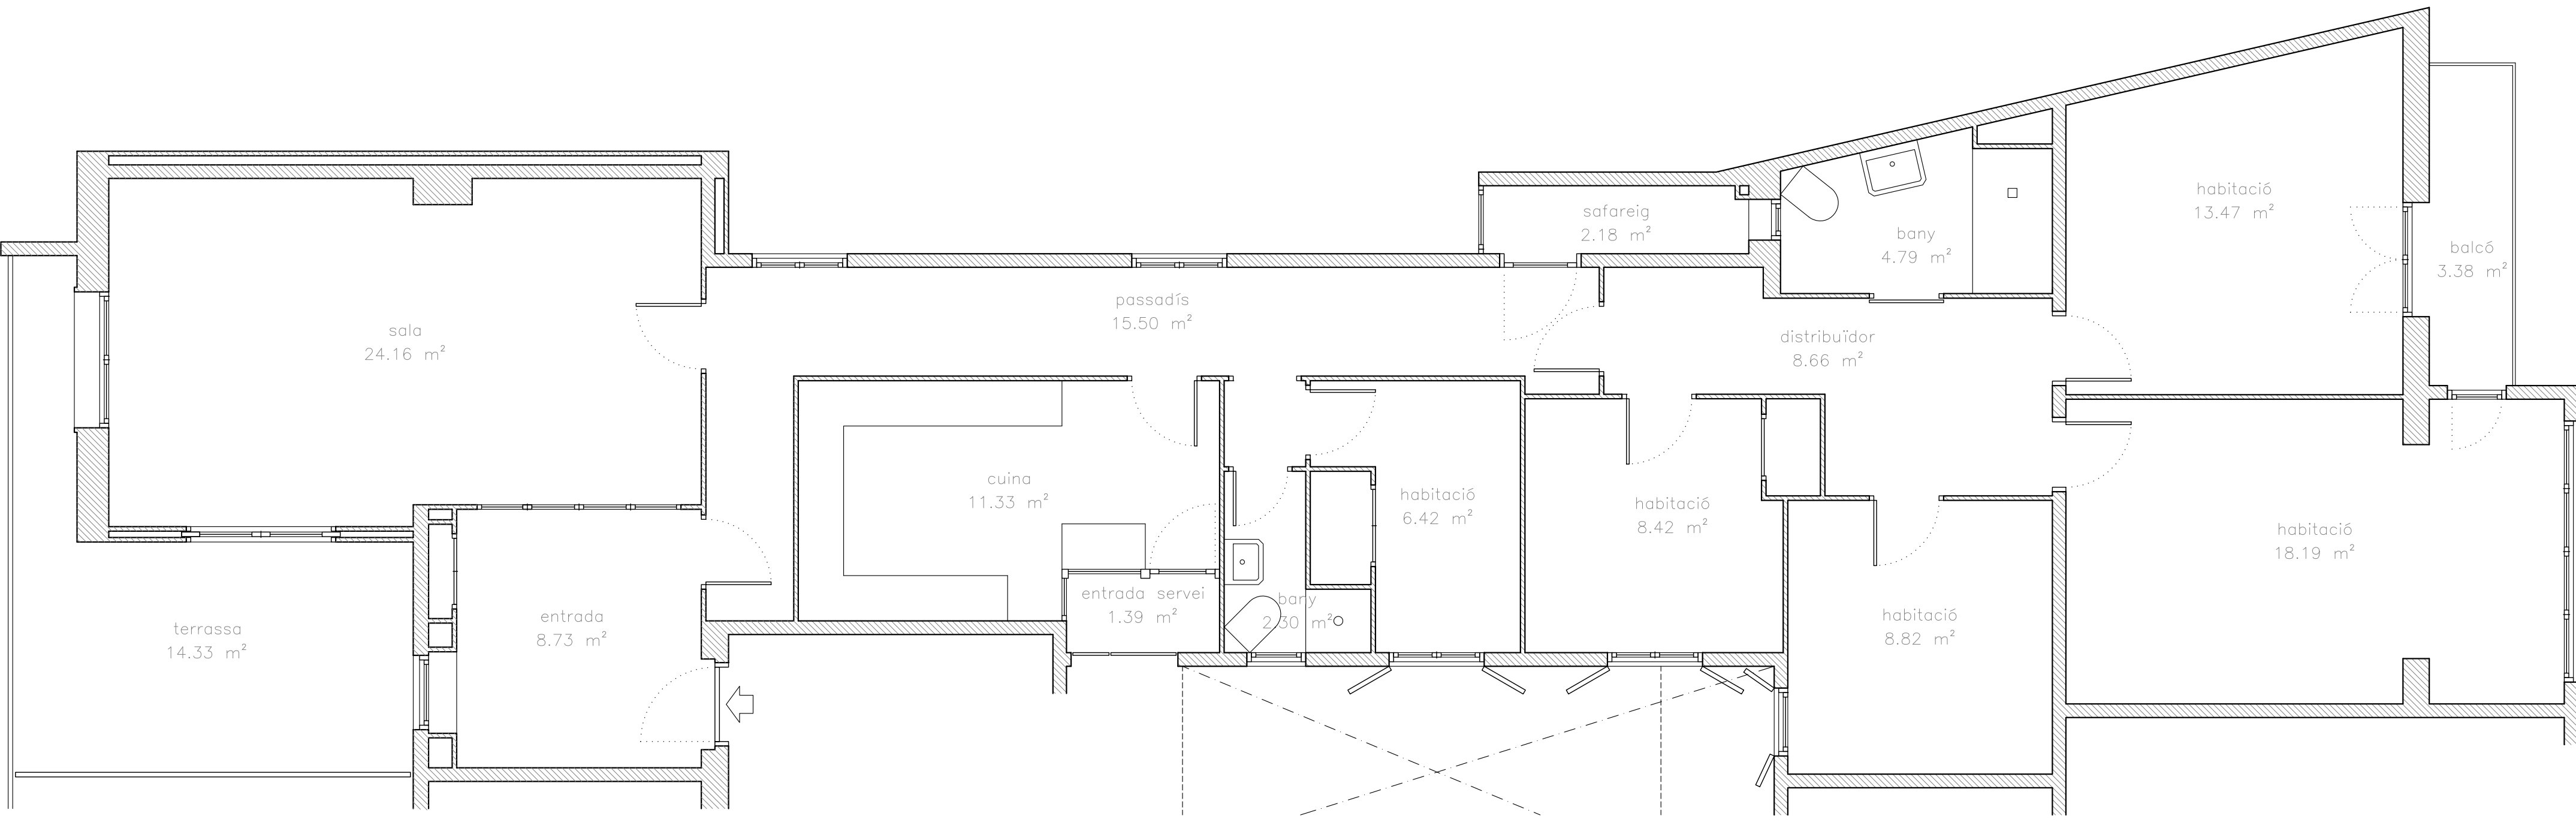 sala
24.16 m²
terrassa
14.33 m²
entrada
8.73 m²
passadís
15.50 m²
cuina
11.33 m²
entrada servei
1.39 m²
bany
2.30 m²
habitació
6.42 m²
habitació
8.42 m²
safareig
2.18 m²
bany
4.79 m²
distribuïdor
8.66 m²
habitació
8.82 m²
habitació
13.47 m²
balcó
3.38 m²
habitació
18.19 m²